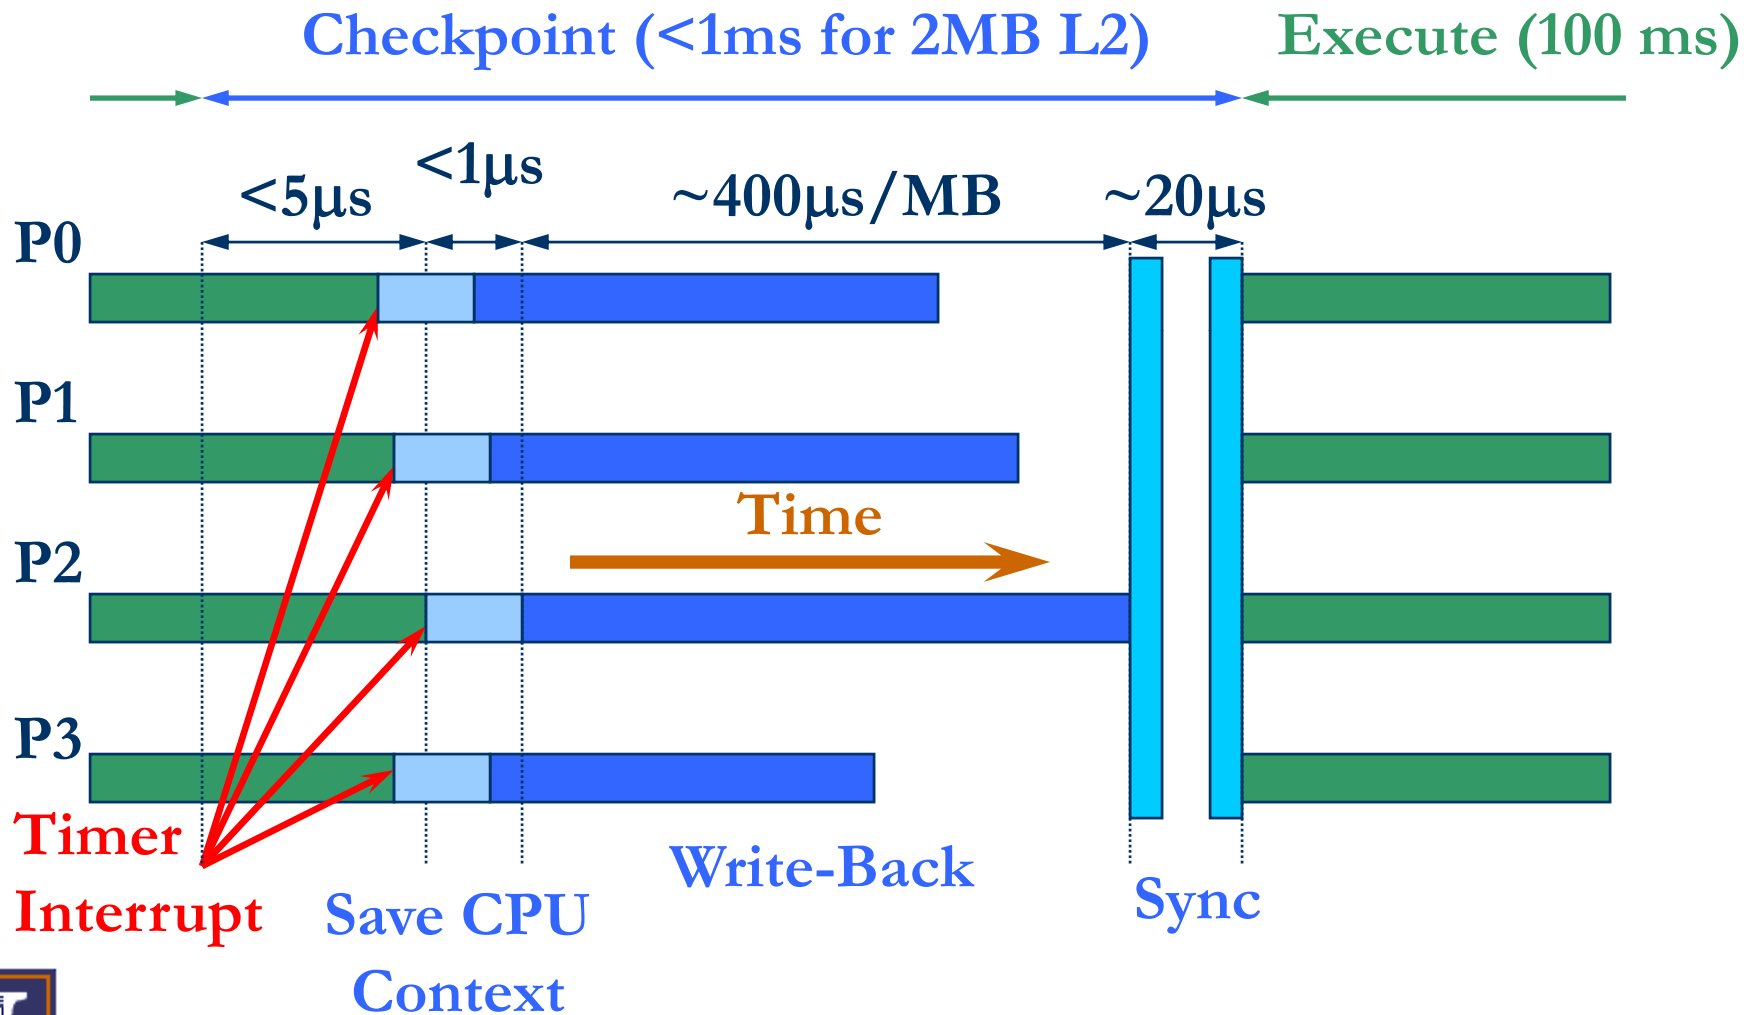 Checkpoint (<1ms for 2MB L2)
Execute (100 ms)
<5μs
<1μs
~400μs/MB
~20μs
P0
P1
Time
P2
P3
Timer
Interrupt
Save CPU
Context
Write-Back
Sync